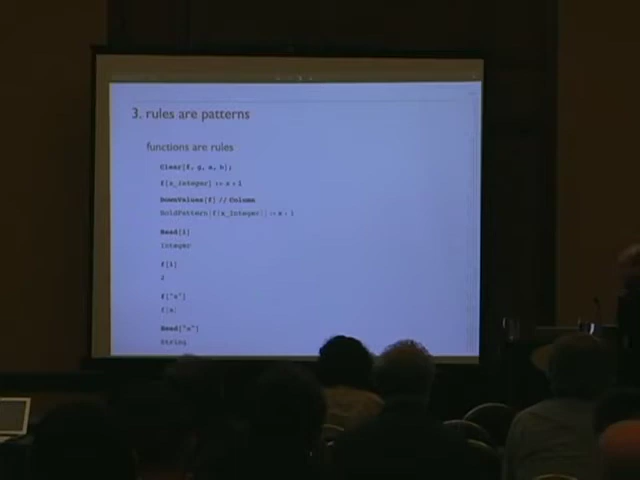 3. rules are patterns
functions are rules
Clear[f, g, a, b];
f[x_Integer] := x + 1
DownValues[f] // Column
HoldPattern[f[x_Integer]] :> x + 1
Head[1]
Integer
f[1]
2
f["a"]
f[a]
Head["a"]
String